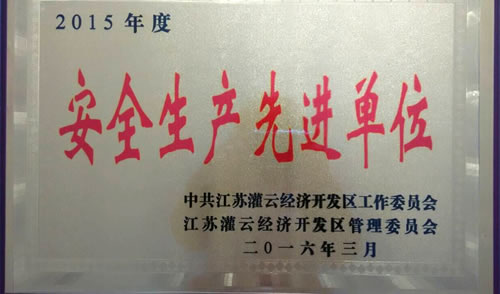 2015年度
安全生产先进单位
中共江苏灌云经济开发区工作委员会
江苏灌云经济开发区管理委员会
二〇一六年三月